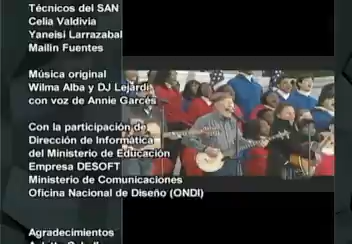 Técnicos del SAN
Celia Valdivia
Yaneisi Larrazabal
Mailin Fuentes
Música original
Wilma Alba y DJ Lejardi
con voz de Annie Garcés
Con la participación de
Dirección de Informática
del Ministerio de Educación
Empresa DESOFT
Ministerio de Comunicaciones
Oficina Nacional de Diseño (ONDI)
Agradecimientos